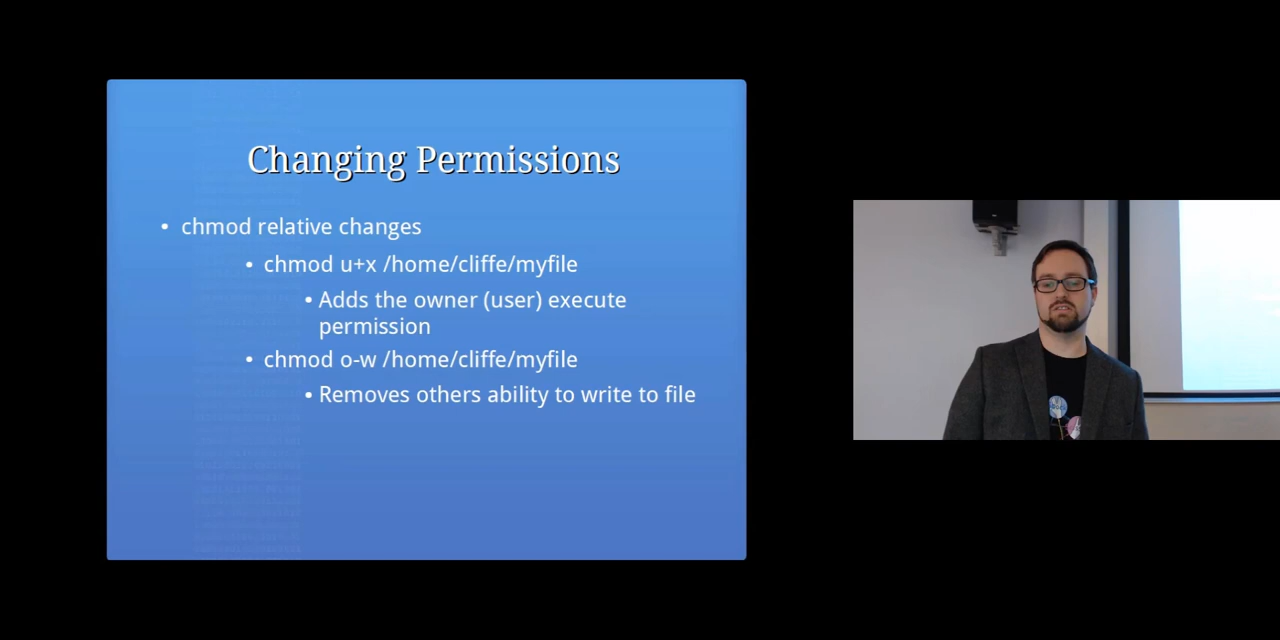 Changing Permissions
• chmod relative changes
• chmod u+x /home/cliffe/myfile
• Adds the owner (user) execute
permission
• chmod o-w /home/cliffe/myfile
• Removes others ability to write to file